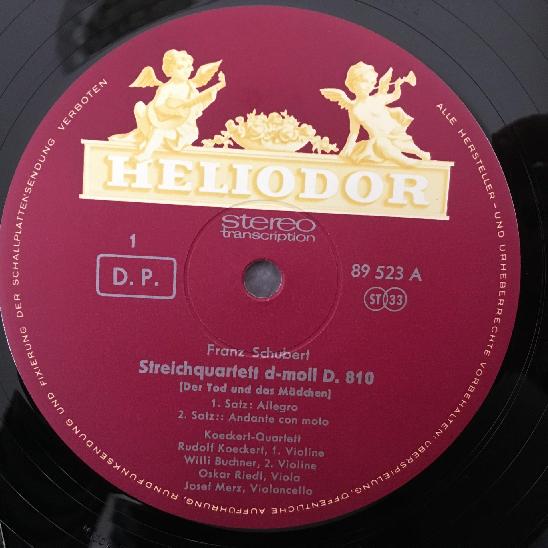 HELIODOR
stereo
transcription
1
D. P.
89 523 A
ST 33
Franz Schubert
Streichquartett d-moll D. 810
(Der Tod und das Mädchen)
1. Satz: Allegro
2. Satz:: Andante con moto
Koeckert-Quartett
Rudolf Koeckert, 1. Violine
Willi Buchner, 2. Violine
Oskar Riedl, Viola
Josef Merz, Violoncello
ALLE HERSTELLER - UND URHEBERRECHTE VORBEHALTEN · ÜBERSPIELUNG, ÖFFENTLICHE AUFFÜHRUNG, RUNDFUNKSENDUNG UND FIXIERUNG DER SCHALLPLATTENSENDUNG VERBOTEN